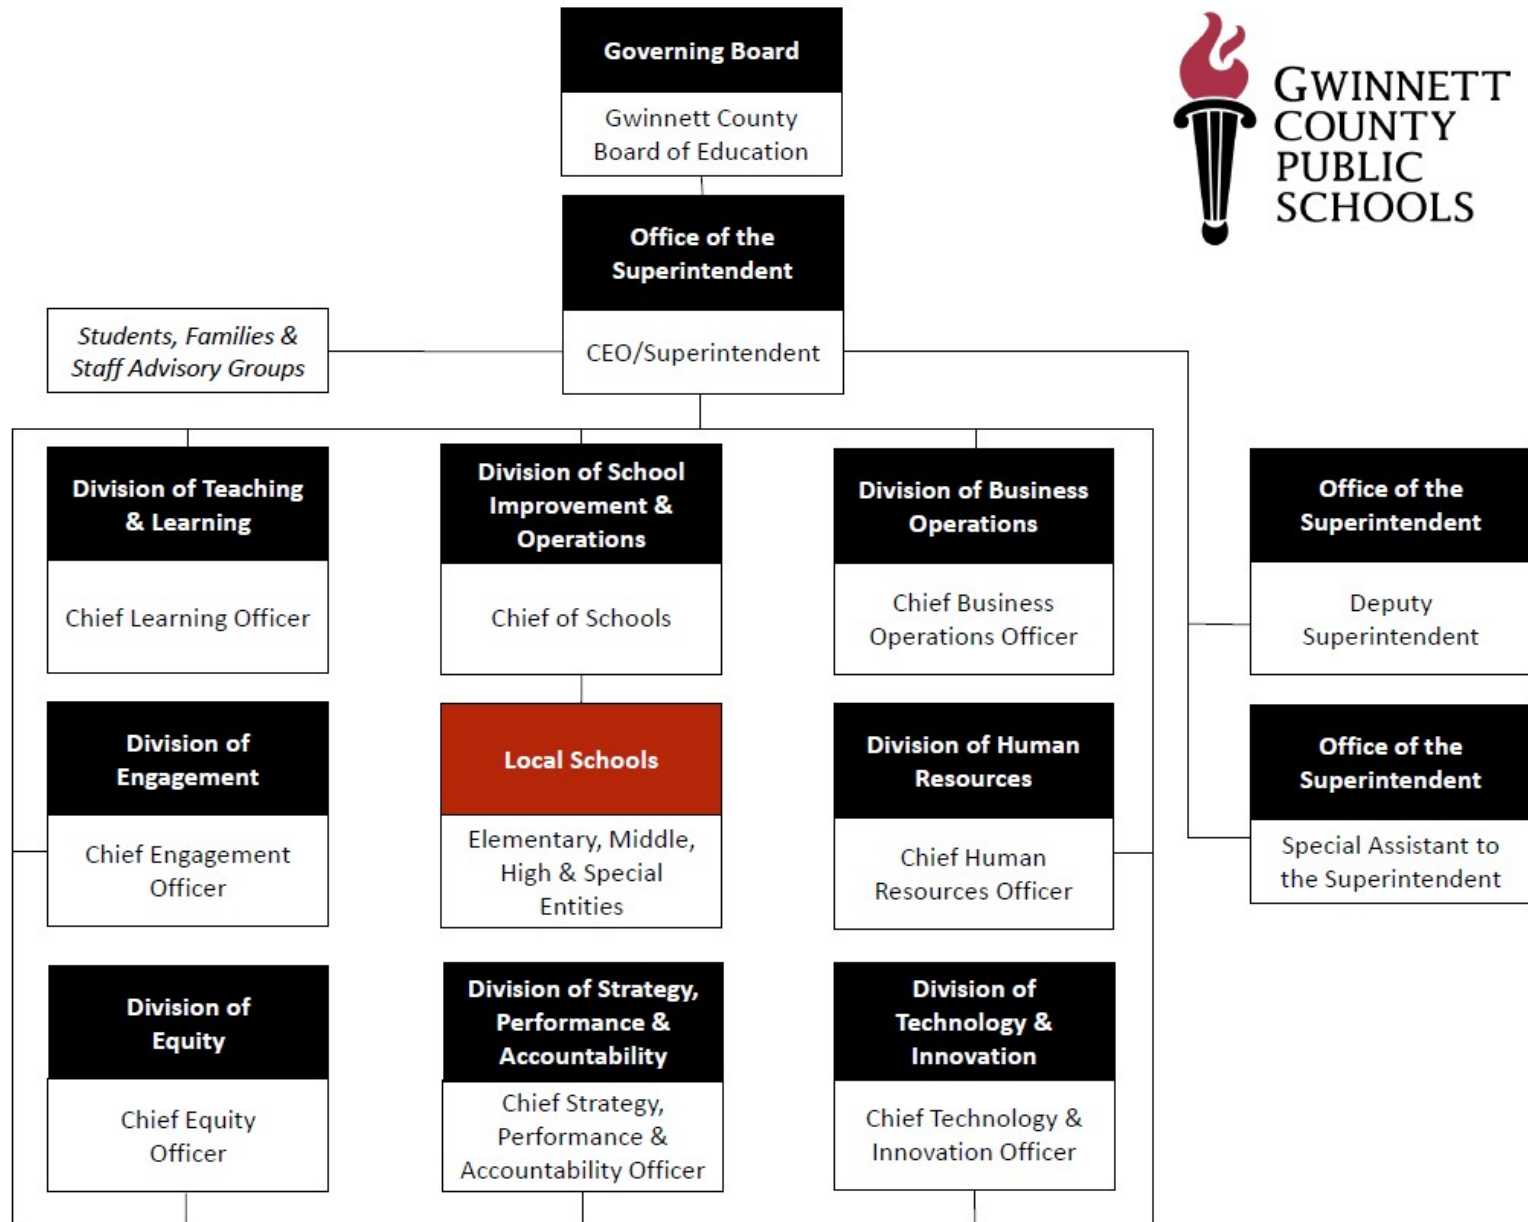 Governing Board
Gwinnett County
Board of Education
GWINNETT
COUNTY
PUBLIC
SCHOOLS
Office of the
Superintendent
CEO/Superintendent
Students, Families &
Staff Advisory Groups
Division of Teaching
& Learning
Chief Learning Officer
Division of School
Improvement &
Operations
Chief of Schools
Division of Business
Operations
Chief Business
Operations Officer
Office of the
Superintendent
Deputy
Superintendent
Division of
Engagement
Chief Engagement
Officer
Local Schools
Elementary, Middle,
High & Special
Entities
Division of Human
Resources
Chief Human
Resources Officer
Office of the
Superintendent
Special Assistant to
the Superintendent
Division of
Equity
Chief Equity
Officer
Division of Strategy,
Performance &
Accountability
Chief Strategy,
Performance &
Accountability Officer
Division of
Technology &
Innovation
Chief Technology &
Innovation Officer